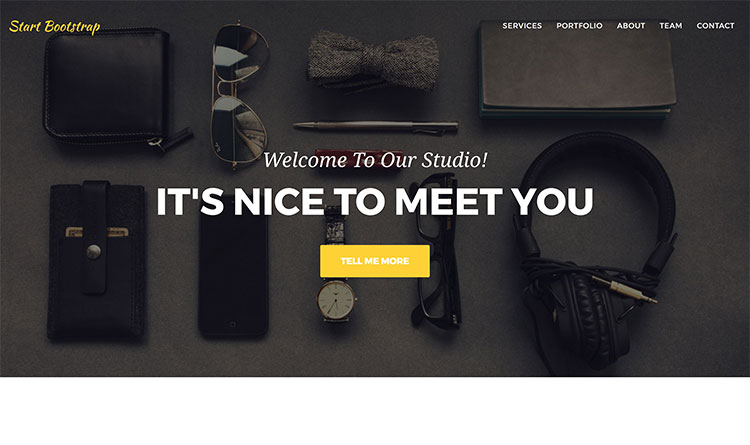 Start Bootstrap
SERVICES PORTFOLIO ABOUT TEAM CONTACT
Welcome To Our Studio!
IT'S NICE TO MEET YOU
TELL ME MORE